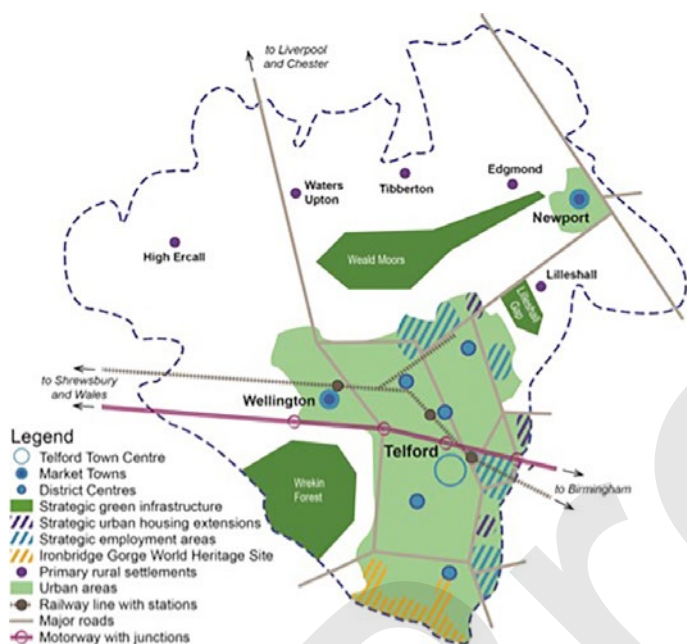 to Liverpool
and Chester
Edgmond
Tibberton
Waters
Upton
Newport
High Ercall
Weald Moors
Lilleshall
Lilleshall
Gap
to Shrewsbury
and Wales
Wellington
Telford
to Birmingham
Wrekin
Forest
Legend
Telford Town Centre
Market Towns
District Centres
Strategic green infrastructure
Strategic urban housing extensions
Strategic employment areas
Ironbridge Gorge World Heritage Site
Primary rural settlements
Urban areas
Railway line with stations
Major roads
Motorway with junctions